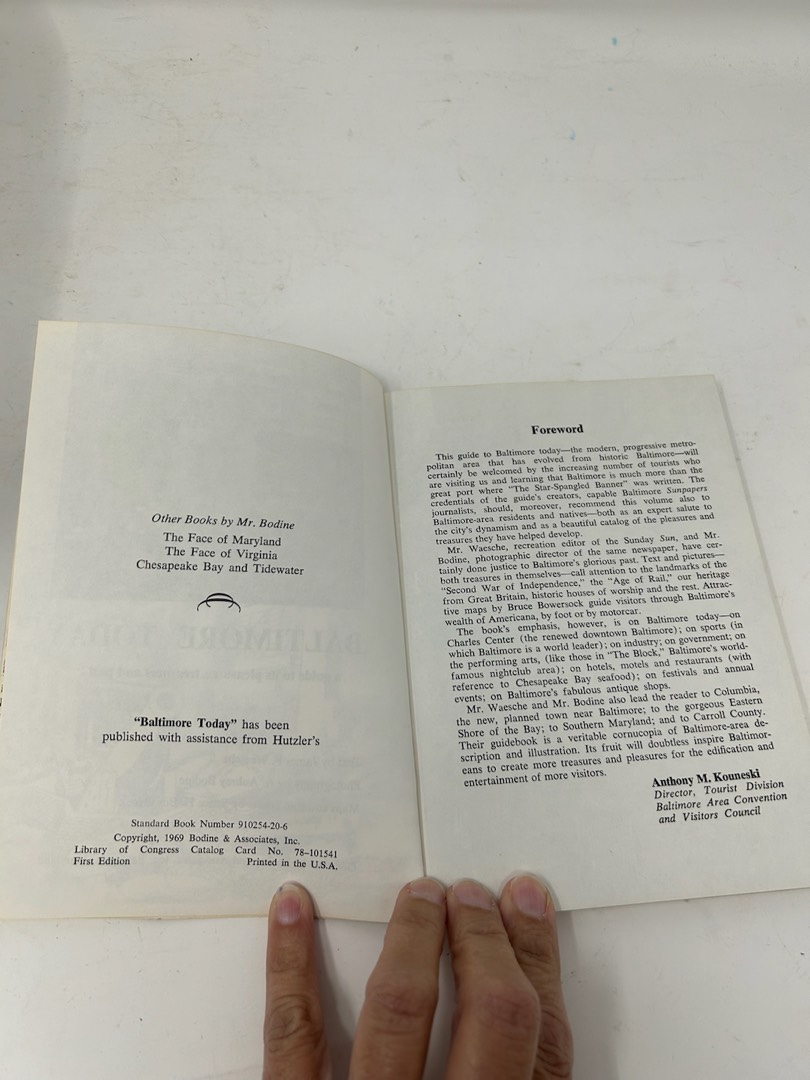 Other Books by Mr. Bodine
The Face of Maryland
The Face of Virginia
Chesapeake Bay and Tidewater
"Baltimore Today" has been
published with assistance from Hutzler's
Standard Book Number 910254-20-6
Copyright, 1969 Bodine & Associates, Inc.
Library of Congress Catalog Card No. 78–101541
First Edition Printed in the U.S.A.
Foreword
This guide to Baltimore today—the modern, progressive metro-
politan area that has evolved from historic Baltimore—will
certainly be welcomed by the increasing number of tourists who
are visiting us and learning that Baltimore is much more than the
great port where "The Star-Spangled Banner" was written. The
credentials of the guide's creators, capable Baltimore Sunpapers
journalists, should, moreover, recommend this volume also to
Baltimore-area residents and natives—both as an expert salute to
the city's dynamism and as a beautiful catalog of the pleasures and
treasures they have helped develop.
Mr. Waesche, recreation editor of the Sunday Sun, and Mr.
Bodine, photographic director of the same newspaper, have cer-
tainly done justice to Baltimore's glorious past. Text and pictures—
both treasures in themselves—call attention to the landmarks of the
"Second War of Independence," the "Age of Rail," our heritage
from Great Britain, historic houses of worship and the rest. Attrac-
tive maps by Bruce Bowersock guide visitors through Baltimore's
wealth of Americana, by foot or by motorcar.
The book's emphasis, however, is on Baltimore today—on
Charles Center (the renewed downtown Baltimore); on sports (in
which Baltimore is a world leader); on industry; on government; on
the performing arts, (like those in "The Block," Baltimore's world-
famous nightclub area); on hotels, motels and restaurants (with
reference to Chesapeake Bay seafood); on festivals and annual
events; on Baltimore's fabulous antique shops.
Mr. Waesche and Mr. Bodine also lead the reader to Columbia,
the new, planned town near Baltimore; to the gorgeous Eastern
Shore of the Bay; to Southern Maryland; and to Carroll County.
Their guidebook is a veritable cornucopia of Baltimore-area de-
scription and illustration. Its fruit will doubtless inspire Baltimor-
eans to create more treasures and pleasures for the edification and
entertainment of more visitors.
Anthony M. Kouneski
Director, Tourist Division
Baltimore Area Convention
and Visitors Council